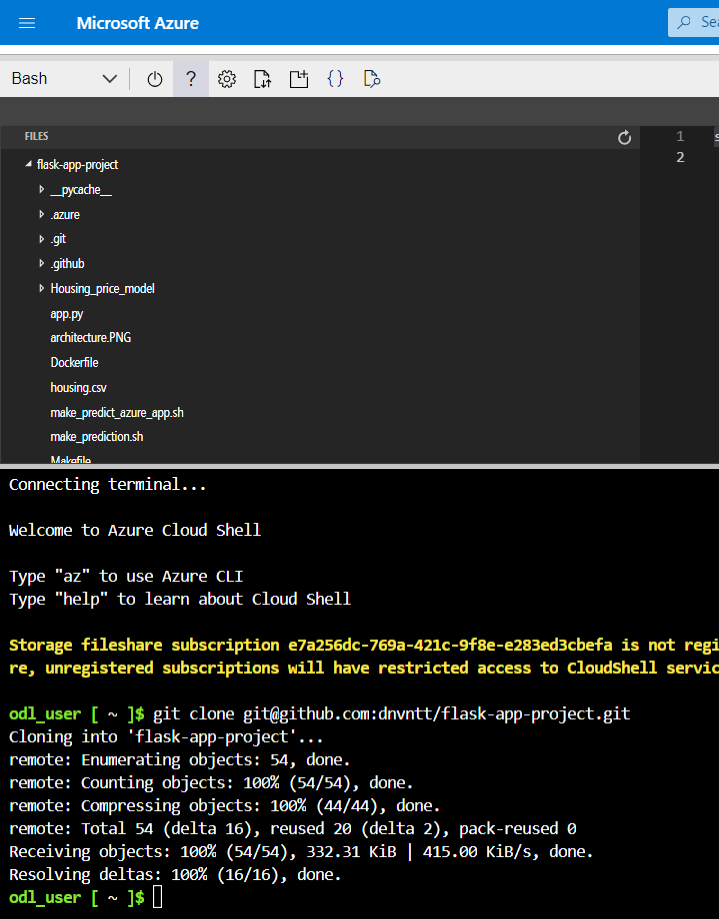 Microsoft Azure
Bash
?
{}
FILES
1
2
flask-app-project
__pycache__
.azure
.git
.github
Housing_price_model
app.py
architecture.PNG
Dockerfile
housing.csv
make_predict_azure_app.sh
make_prediction.sh
Makefile
Connecting terminal...
Welcome to Azure Cloud Shell
Type "az" to use Azure CLI
Type "help" to learn about Cloud Shell
Storage fileshare subscription e7a256dc-769a-421c-9f8e-e283ed3cbefa is not regi
re, unregistered subscriptions will have restricted access to CloudShell servic
odl_user [ ~ ]$ git clone git@github.com:dnvntt/flask-app-project.git
Cloning into 'flask-app-project'...
remote: Enumerating objects: 54, done.
remote: Counting objects: 100% (54/54), done.
remote: Compressing objects: 100% (44/44), done.
remote: Total 54 (delta 16), reused 20 (delta 2), pack-reused 0
Receiving objects: 100% (54/54), 332.31 KiB | 415.00 KiB/s, done.
Resolving deltas: 100% (16/16), done.
odl_user [ ~ ]$